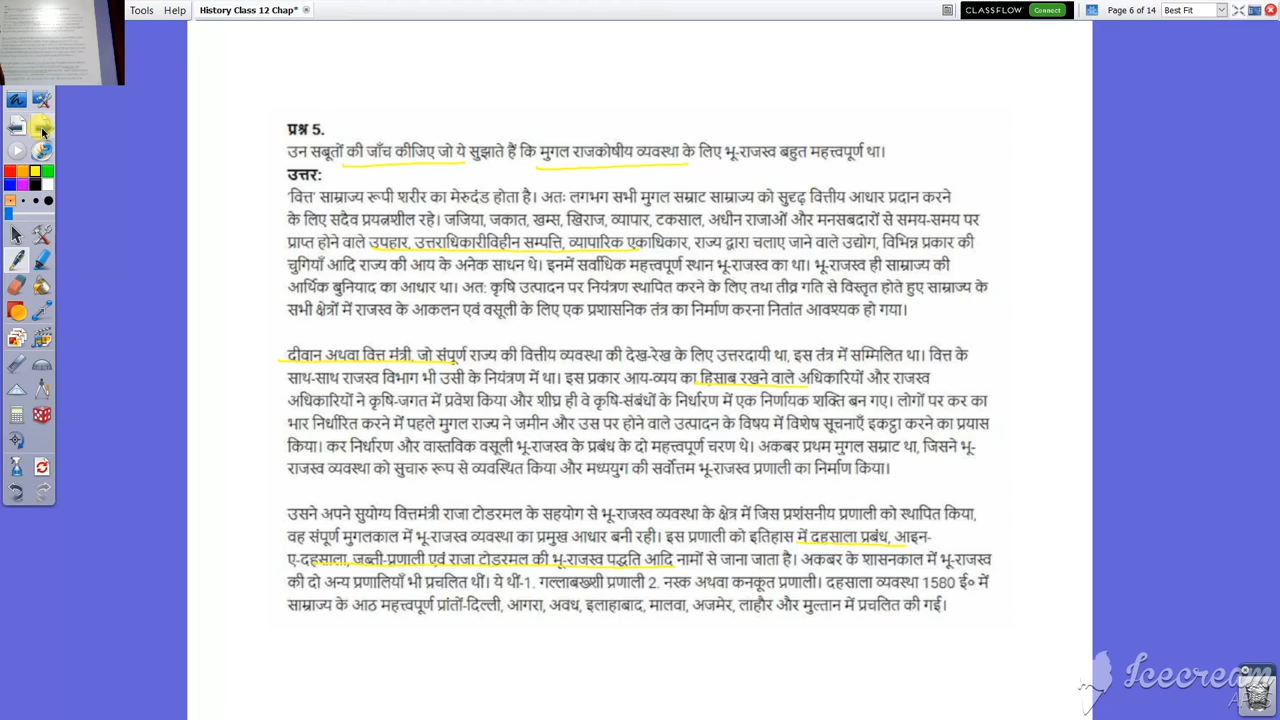 Tools Help
History Class 12 Chap*
CLASSFLOW Connect
Page 6 of 14
Best Fit
प्रश्न 5.
उन सबूतों की जाँच कीजिए जो ये सुझाते हैं कि मुगल राजकोषीय व्यवस्था के लिए भू-राजस्व बहुत महत्त्वपूर्ण था।
उत्तर:
'वित्त' साम्राज्य रूपी शरीर का मेरुदंड होता है। अतः लगभग सभी मुगल सम्राट साम्राज्य को सुदृढ़ वित्तीय आधार प्रदान करने
के लिए सदैव प्रयत्नशील रहे। जजिया, जकात, खम्स, खिराज, व्यापार, टकसाल, अधीन राजाओं और मनसबदारों से समय-समय पर
प्राप्त होने वाले उपहार, उत्तराधिकारीविहीन सम्पत्ति, व्यापारिक एकाधिकार, राज्य द्वारा चलाए जाने वाले उद्योग, विभिन्न प्रकार की
चुगियाँ आदि राज्य की आय के अनेक साधन थे। इनमें सर्वाधिक महत्त्वपूर्ण स्थान भू-राजस्व का था। भू-राजस्व ही साम्राज्य की
आर्थिक बुनियाद का आधार था। अत: कृषि उत्पादन पर नियंत्रण स्थापित करने के लिए तथा तीव्र गति से विस्तृत होते हुए साम्राज्य के
सभी क्षेत्रों में राजस्व के आकलन एवं वसूली के लिए एक प्रशासनिक तंत्र का निर्माण करना नितांत आवश्यक हो गया।
दीवान अथवा वित्त मंत्री, जो संपूर्ण राज्य की वित्तीय व्यवस्था की देख-रेख के लिए उत्तरदायी था, इस तंत्र में सम्मिलित था। वित्त के
साथ-साथ राजस्व विभाग भी उसी के नियंत्रण में था। इस प्रकार आय-व्यय का हिसाब रखने वाले अधिकारियों और राजस्व
अधिकारियों ने कृषि-जगत में प्रवेश किया और शीघ्र ही वे कृषि-संबंधों के निर्धारण में एक निर्णायक शक्ति बन गए। लोगों पर कर का
भार निर्धारित करने में पहले मुगल राज्य ने जमीन और उस पर होने वाले उत्पादन के विषय में विशेष सूचनाएँ इकट्ठा करने का प्रयास
किया। कर निर्धारण और वास्तविक वसूली भू-राजस्व के प्रबंध के दो महत्त्वपूर्ण चरण थे। अकबर प्रथम मुगल सम्राट था, जिसने भू-
राजस्व व्यवस्था को सुचारु रूप से व्यवस्थित किया और मध्ययुग की सर्वोत्तम भू-राजस्व प्रणाली का निर्माण किया।
उसने अपने सुयोग्य वित्तमंत्री राजा टोडरमल के सहयोग से भू-राजस्व व्यवस्था के क्षेत्र में जिस प्रशंसनीय प्रणाली को स्थापित किया,
वह संपूर्ण मुगलकाल में भू-राजस्व व्यवस्था का प्रमुख आधार बनी रही। इस प्रणाली को इतिहास में दहसाला प्रबंध, आइन-
ए-दहसाला, जब्ती-प्रणाली एवं राजा टोडरमल की भू-राजस्व पद्धति आदि नामों से जाना जाता है। अकबर के शासनकाल में भू-राजस्व
की दो अन्य प्रणालियाँ भी प्रचलित थीं। ये थीं-1. गल्लाबख्शी प्रणाली 2. नस्क अथवा कनकूत प्रणाली। दहसाला व्यवस्था 1580 ई० में
साम्राज्य के आठ महत्त्वपूर्ण प्रांतों-दिल्ली, आगरा, अवध, इलाहाबाद, मालवा, अजमेर, लाहौर और मुल्तान में प्रचलित की गई।
Icecream
APPS